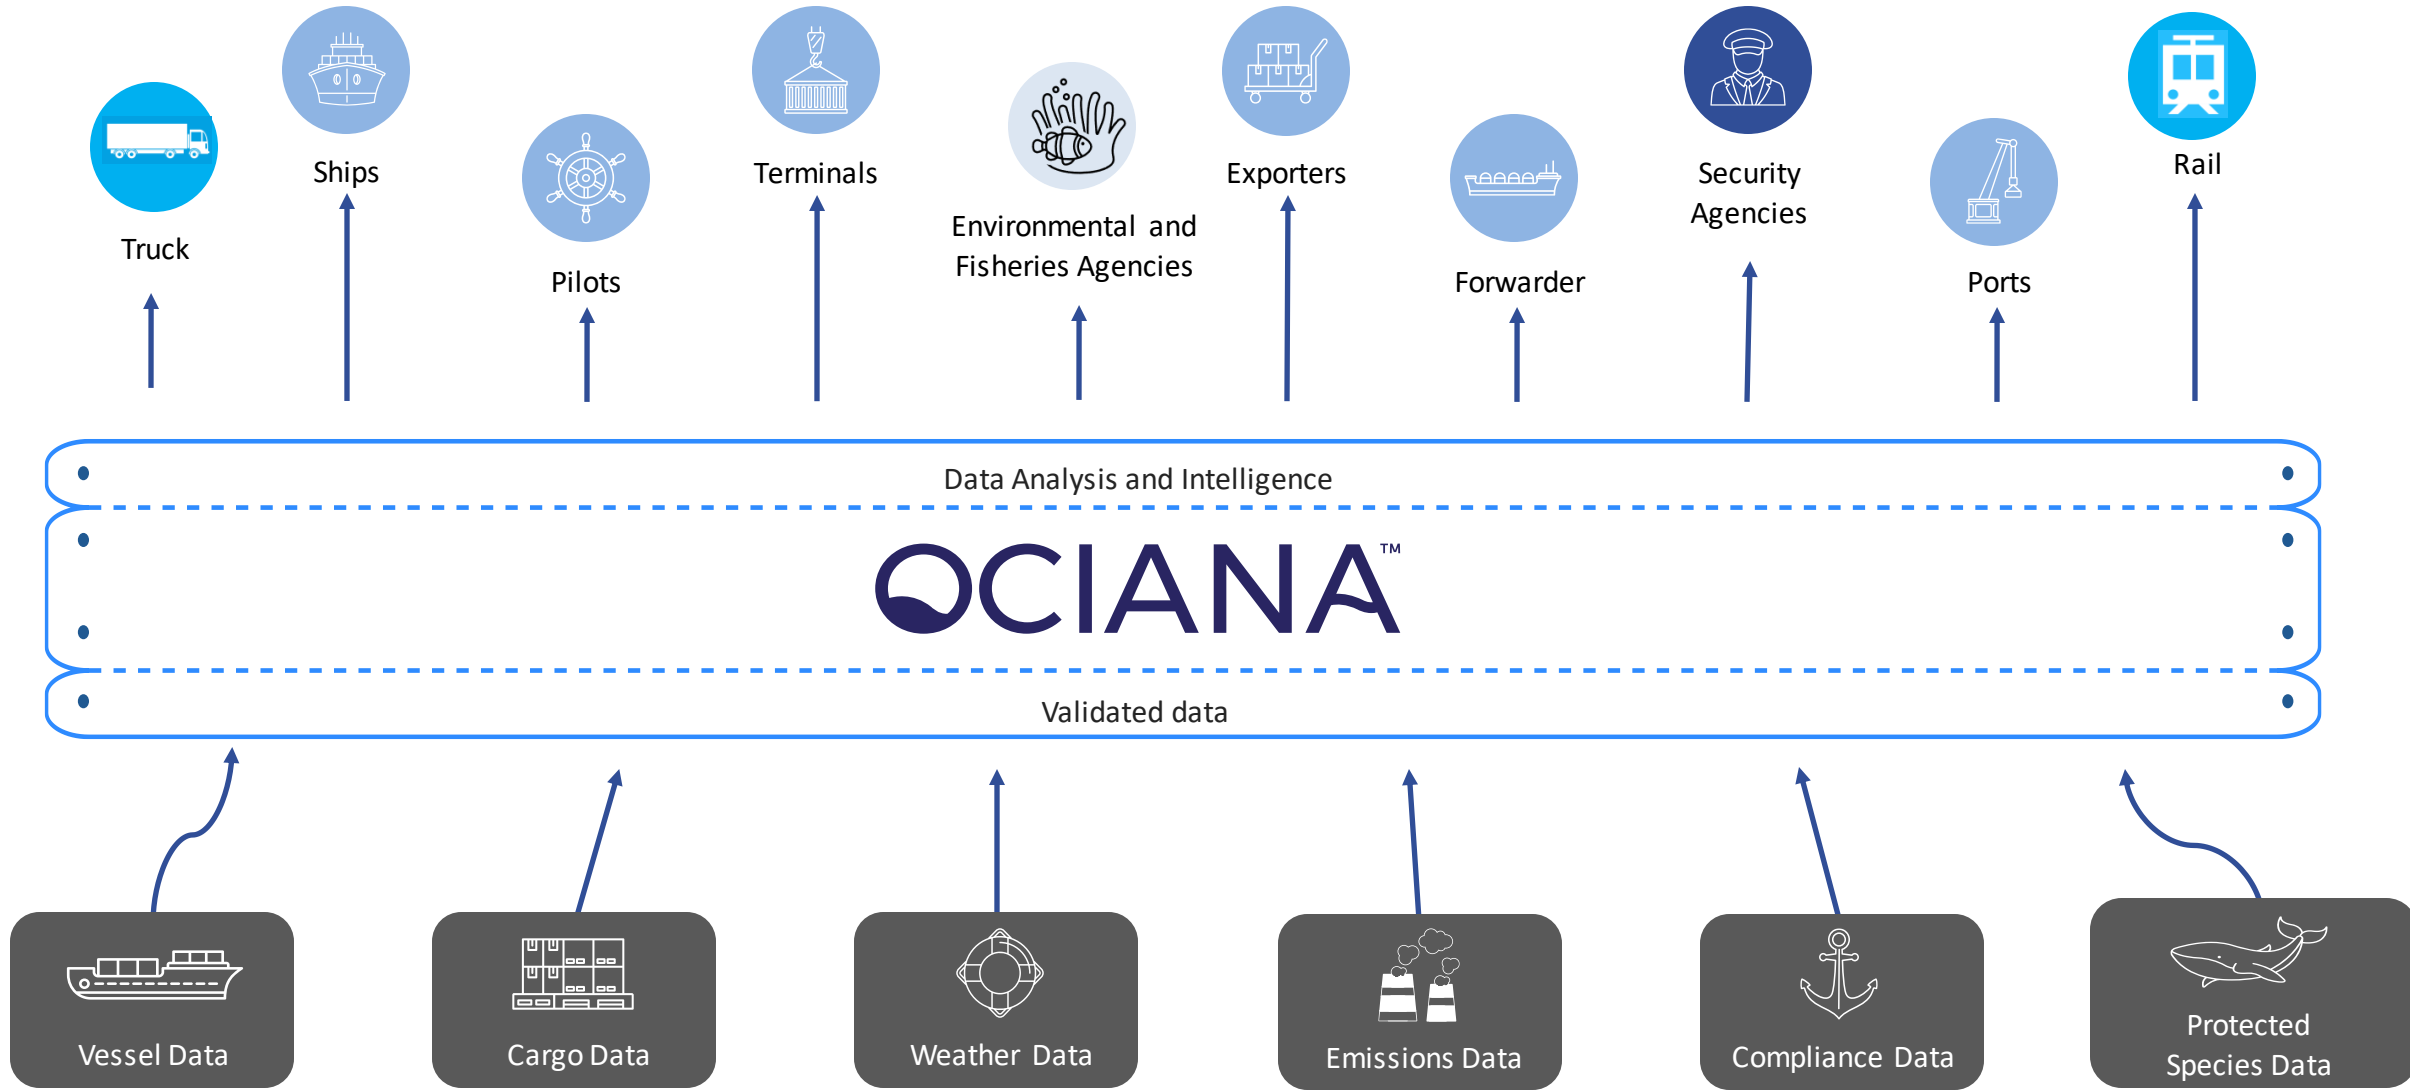 Truck
Ships
Pilots
Terminals
Environmental and
Fisheries Agencies
Exporters
Forwarder
Security
Agencies
Ports
Rail
Data Analysis and Intelligence
OCIANA™
Validated data
Vessel Data
Cargo Data
Weather Data
Emissions Data
Compliance Data
Protected
Species Data